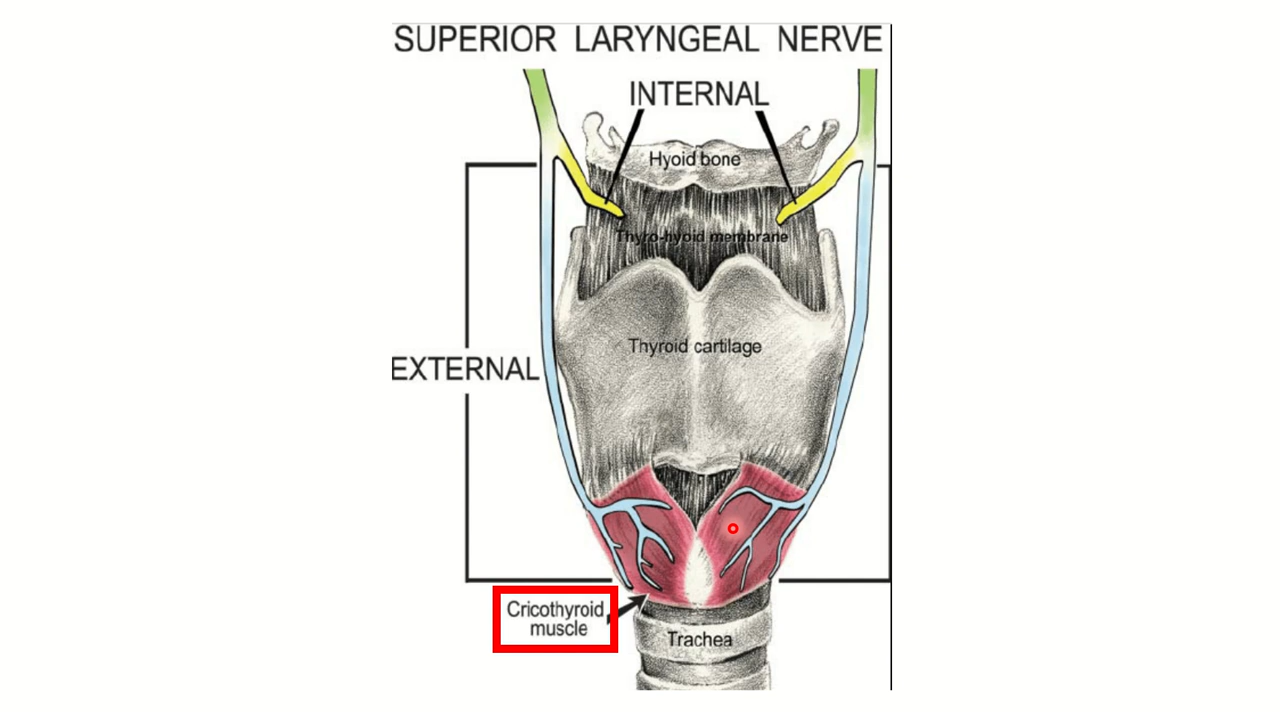 SUPERIOR LARYNGEAL NERVE
INTERNAL
Hyoid bone
Thyro-hyoid membrane
Thyroid cartilage
EXTERNAL
Cricothyroid
muscle
Trachea